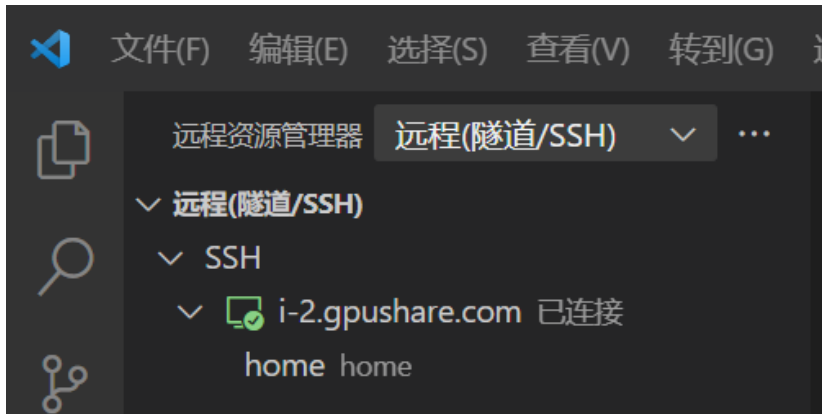 文件(F) 编辑(E) 选择(S) 查看(V) 转到(G)
远程资源管理器 远程(隧道/SSH) ···
远程(隧道/SSH)
SSH
i-2.gpushare.com 已连接
home home